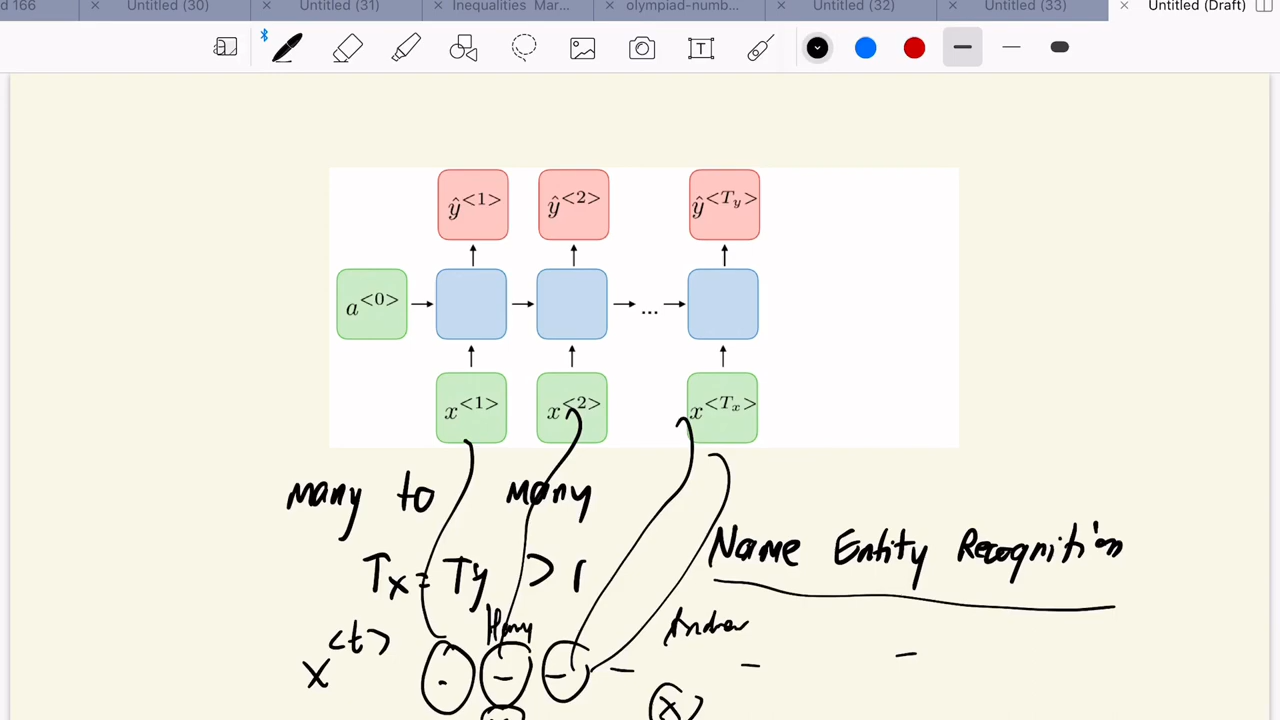 d 166
Untitled (30)
Untitled (31)
Inequalities Mar...
olympiad-numb...
Untitled (32)
Untitled (33)
Untitled (Draft)
T
ŷ<1> ŷ<2> ŷ<Ty>
a<0> ...
x<1> x<2> x<Tx>
many to many
Name Entity Recognition
Tx = Ty > 1
x<t>
Harry